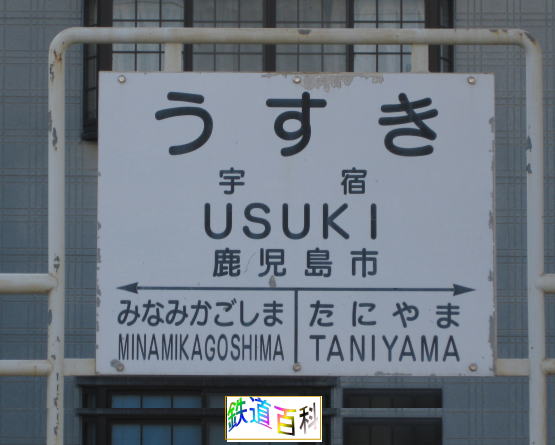 うすき
宇宿
USUKI
鹿児島市
みなみかごしま たにやま
MINAMIKAGOSHIMA TANIYAMA
鉄道百科